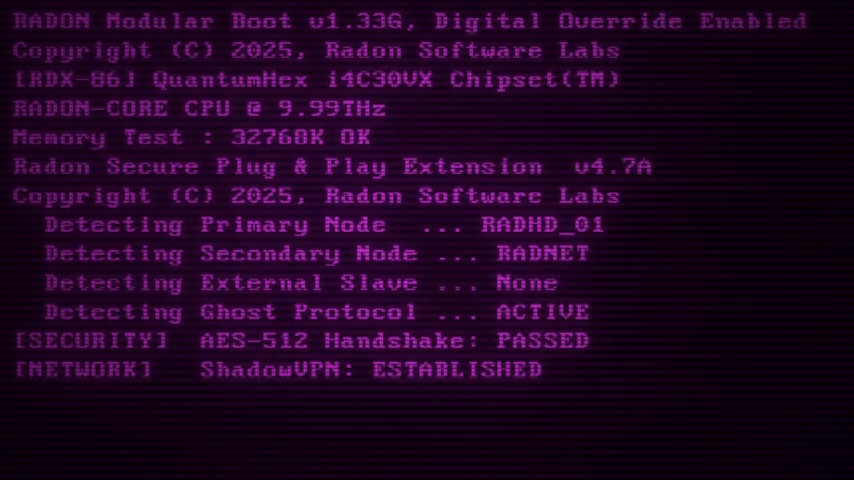 RADON Modular Boot v1.33G, Digital Override Enabled
Copyright (C) 2025, Radon Software Labs
[RDX-86] QuantumHex i4C30VX Chipset(TM)
RADON-CORE CPU @ 9.99THz
Memory Test : 32768K OK
Radon Secure Plug & Play Extension  v4.7A
Copyright (C) 2025, Radon Software Labs
  Detecting Primary Node  ... RADHD_01
  Detecting Secondary Node ... RADNET
  Detecting External Slave ... None
  Detecting Ghost Protocol ... ACTIVE
[SECURITY]  AES-512 Handshake: PASSED
[NETWORK]   ShadowVPN: ESTABLISHED